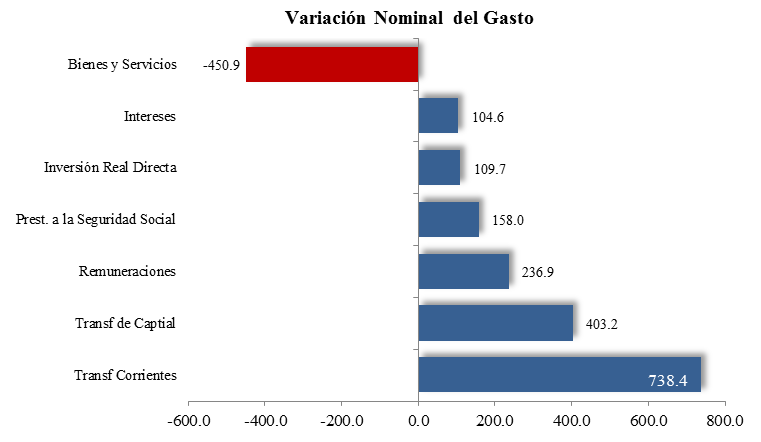 Variación Nominal del Gasto
Bienes y Servicios -450.9
Intereses 104.6
Inversión Real Directa 109.7
Prest. a la Seguridad Social 158.0
Remuneraciones 236.9
Transf de Captial 403.2
Transf Corrientes 738.4
-600.0 -400.0 -200.0 0.0 200.0 400.0 600.0 800.0